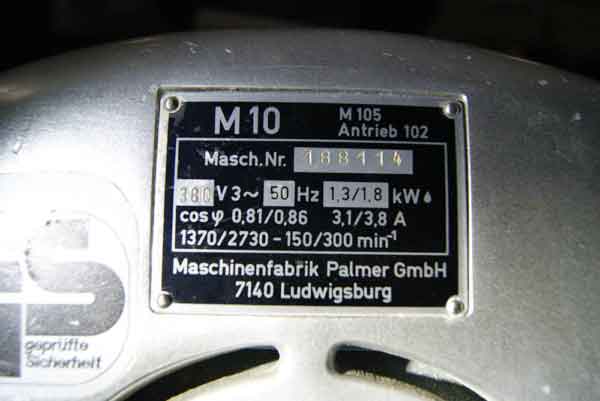 M 10
M 105
Antrieb 102
Masch.Nr. 188114
380 V 3~ 50 Hz 1,3/1,8 kW
cos φ 0,81/0,86 3,1/3,8 A
1370/2730 - 150/300 min⁻¹
Maschinenfabrik Palmer GmbH
7140 Ludwigsburg
GS
geprüfte
Sicherheit